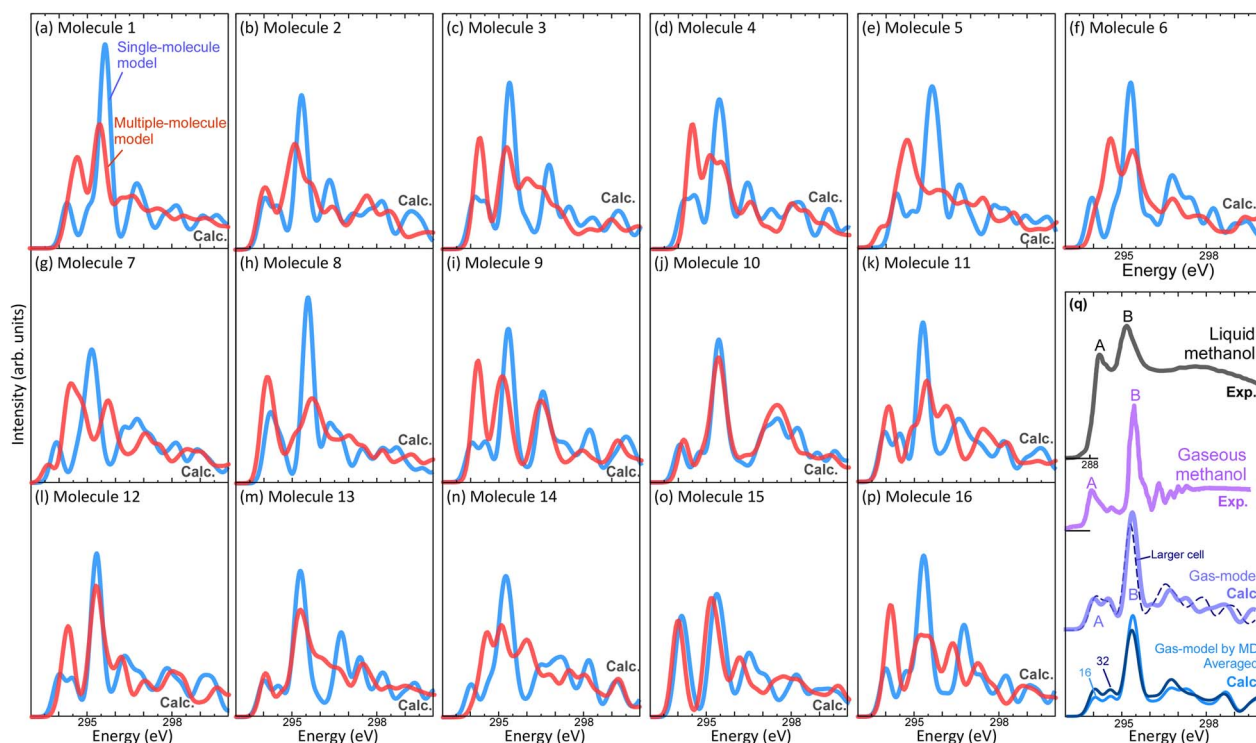 (a) Molecule 1
Single-molecule
model
Multiple-molecule
model
Calc.
(b) Molecule 2
Calc.
(c) Molecule 3
Calc.
(d) Molecule 4
Calc.
(e) Molecule 5
Calc.
(f) Molecule 6
Calc.
295
298
Energy (eV)
Intensity (arb. units)
(g) Molecule 7
Calc.
(h) Molecule 8
Calc.
(i) Molecule 9
Calc.
(j) Molecule 10
Calc.
(k) Molecule 11
Calc.
(l) Molecule 12
Calc.
295
298
Energy (eV)
(m) Molecule 13
Calc.
295
298
Energy (eV)
(n) Molecule 14
Calc.
295
298
Energy (eV)
(o) Molecule 15
Calc.
295
298
Energy (eV)
(p) Molecule 16
Calc.
295
298
Energy (eV)
(q)
A
B
Liquid
methanol
Exp.
288
A
B
Gaseous
methanol
Exp.
Larger cell
Gas-model
Calc.
A
B
Gas-model by MD
Averaged
Calc.
16
32
295
298
Energy (eV)